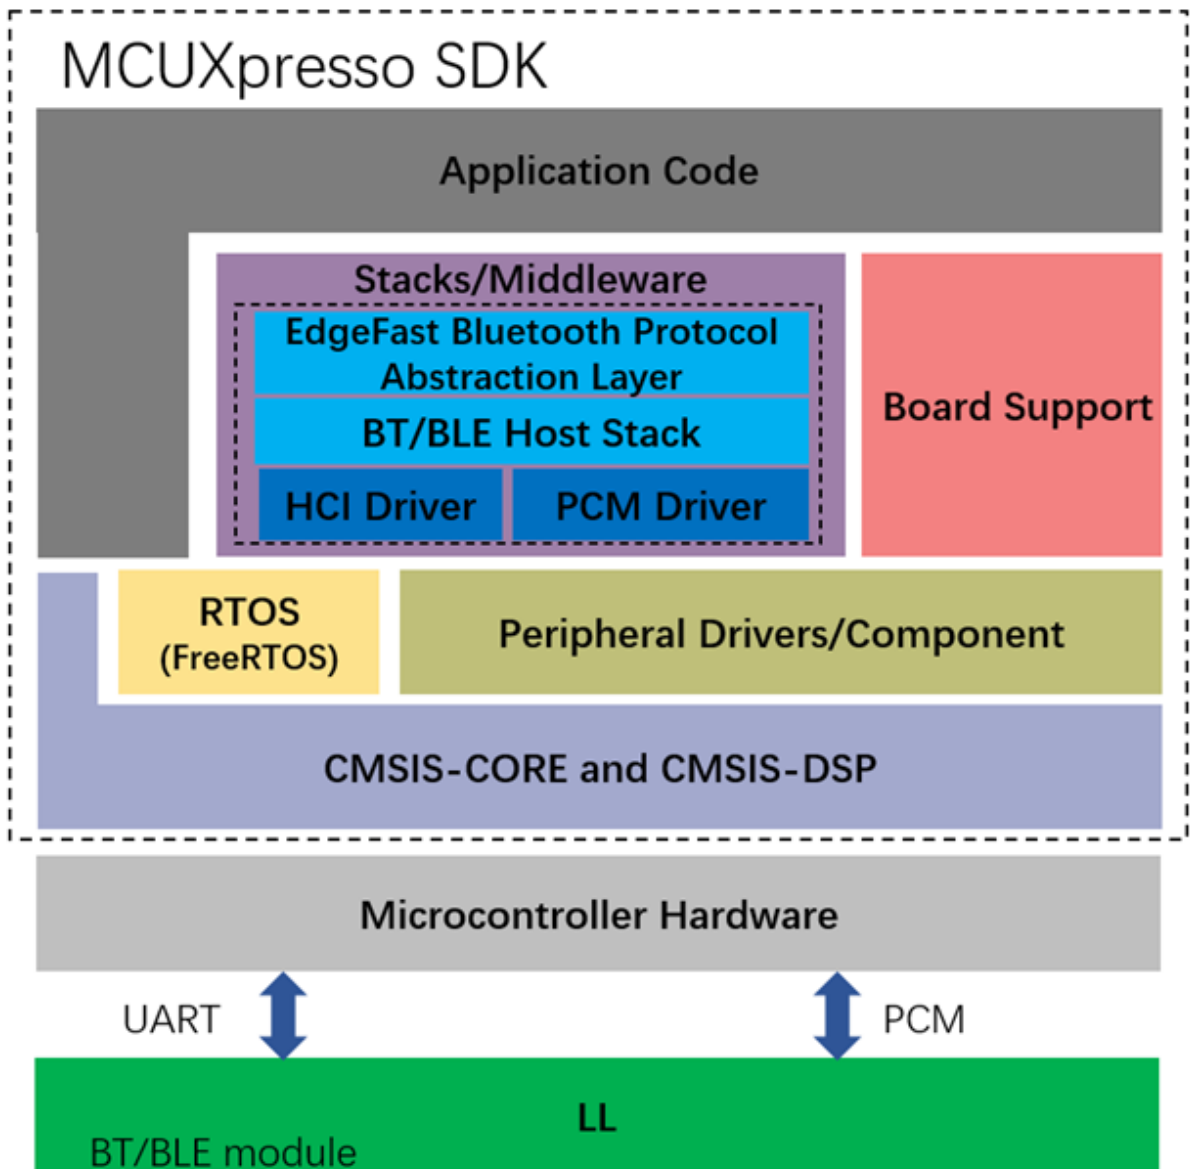 MCUXpresso SDK
Application Code
Stacks/Middleware
EdgeFast Bluetooth Protocol
Abstraction Layer
BT/BLE Host Stack
HCI Driver
PCM Driver
Board Support
RTOS
(FreeRTOS)
Peripheral Drivers/Component
CMSIS-CORE and CMSIS-DSP
Microcontroller Hardware
UART
PCM
LL
BT/BLE module